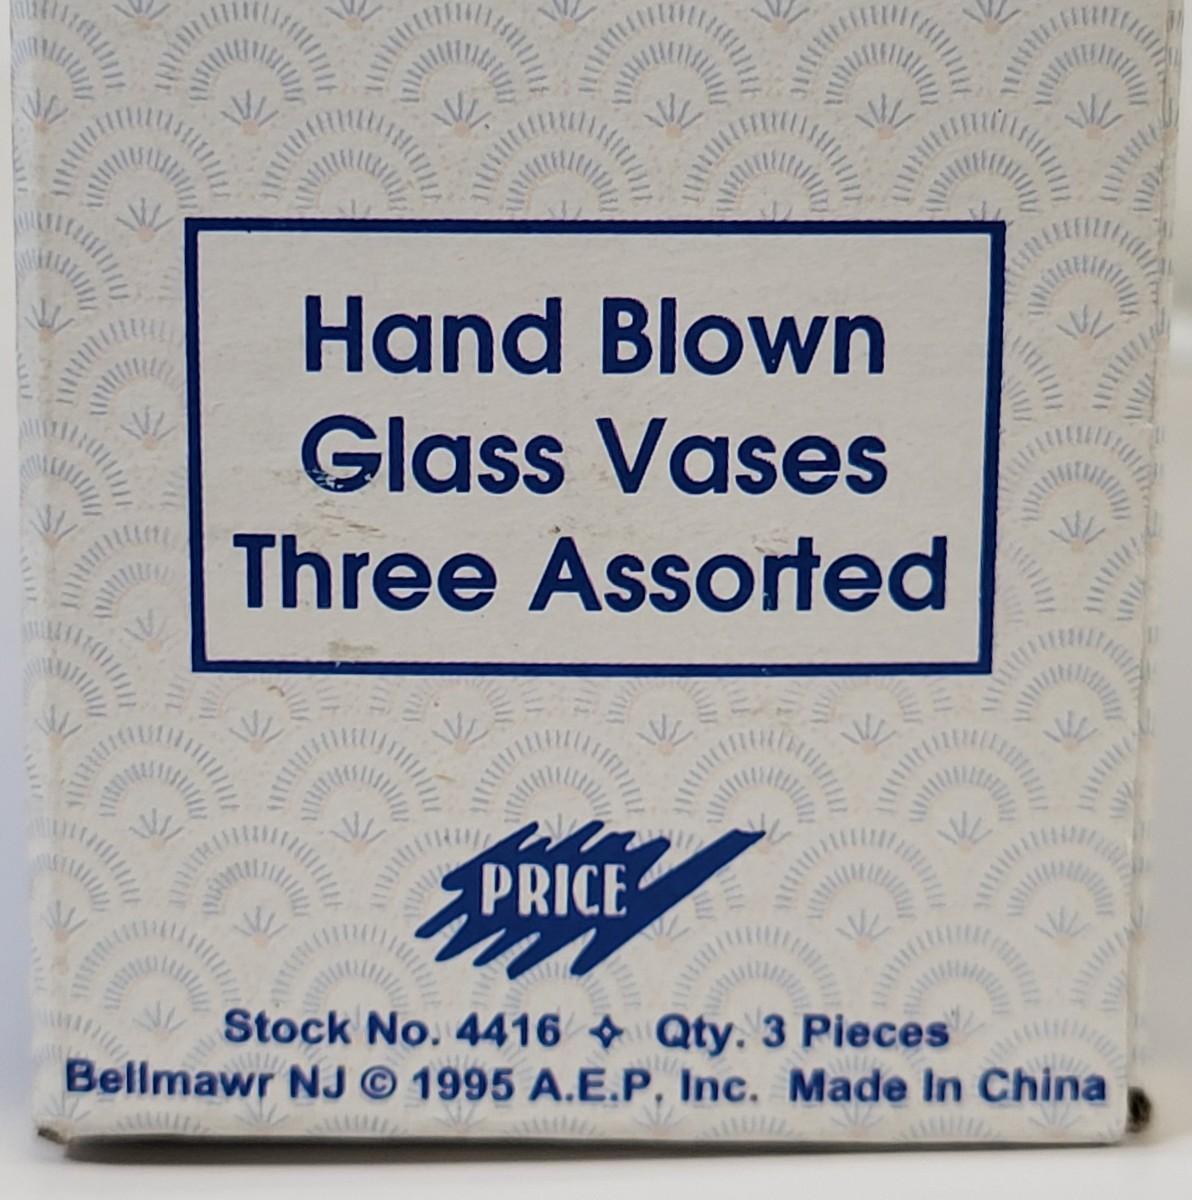 Hand Blown
Glass Vases
Three Assorted
PRICE
Stock No. 4416 ✧ Qty. 3 Pieces
Bellmawr NJ © 1995 A.E.P. Inc. Made In China